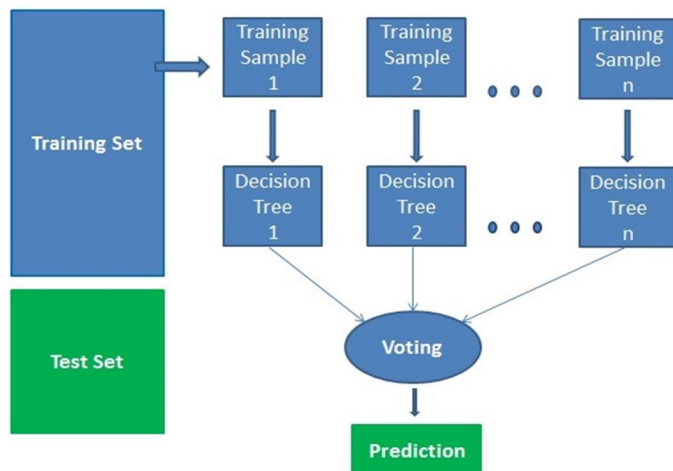 Training Set
Training
Sample
1
Training
Sample
2
Training
Sample
n
Decision
Tree
1
Decision
Tree
2
Decision
Tree
n
Test Set
Voting
Prediction